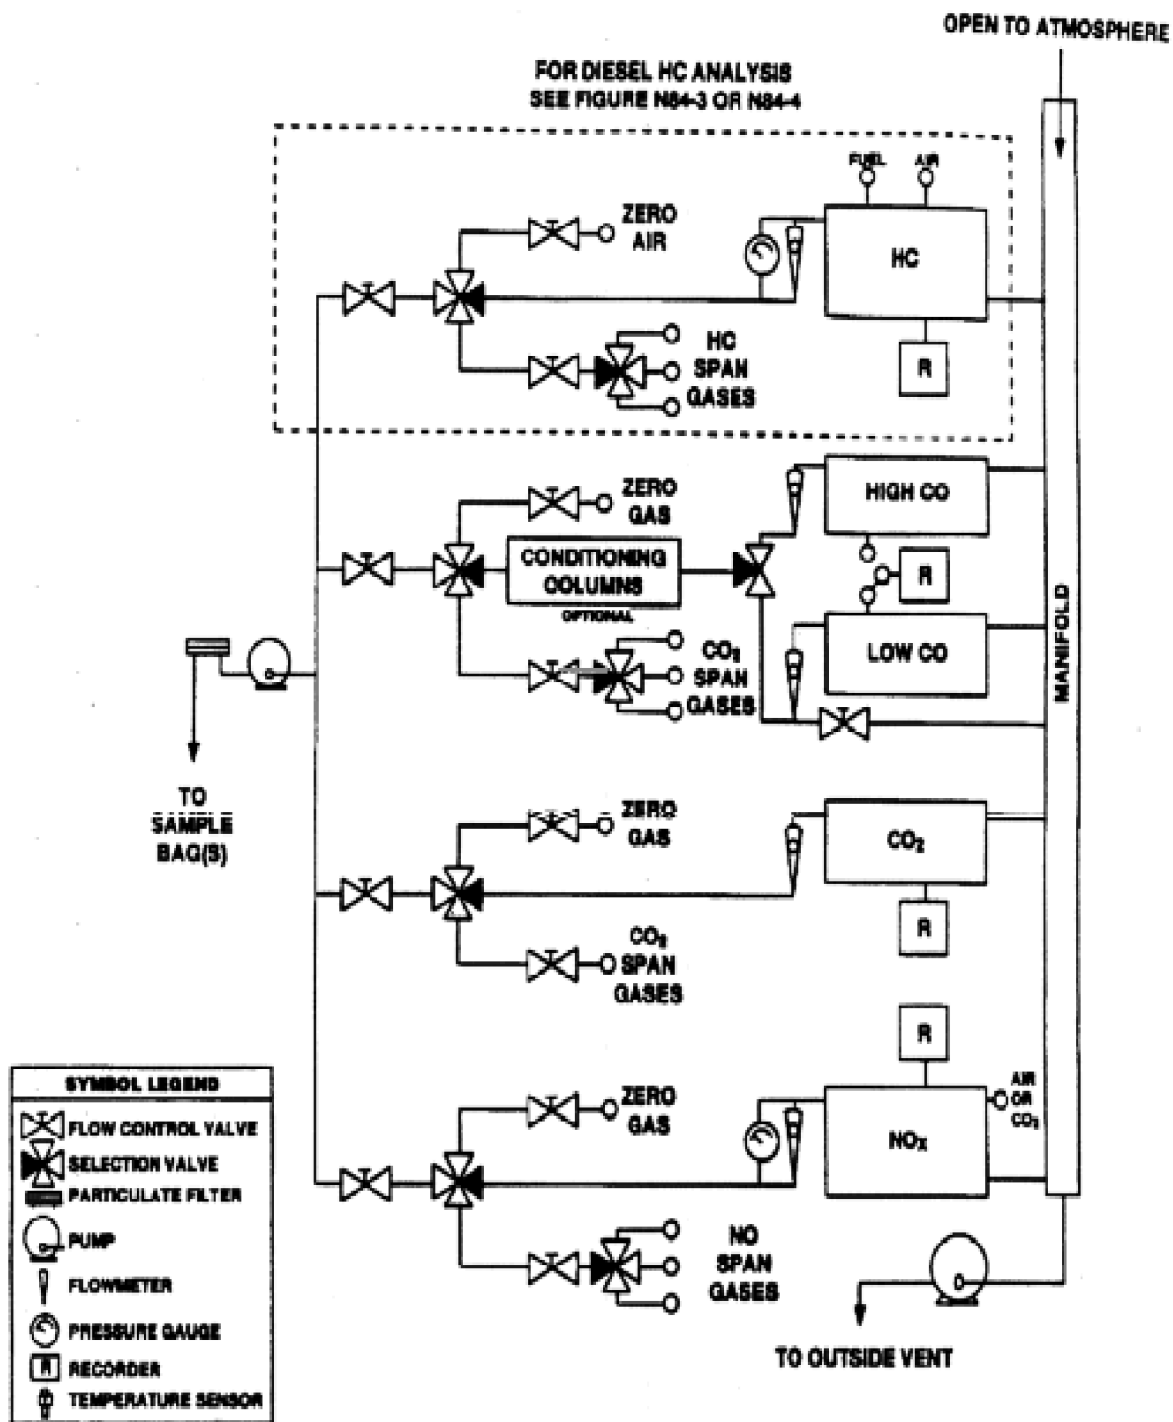 OPEN TO ATMOSPHERE
FOR DIESEL HC ANALYSIS
SEE FIGURE N84-3 OR N84-4
FUEL
AIR
ZERO
AIR
HC
R
HC
SPAN
GASES
ZERO
GAS
HIGH CO
CONDITIONING
COLUMNS
OPTIONAL
R
LOW CO
CO₂
SPAN
GASES
MANIFOLD
TO
SAMPLE
BAG(S)
ZERO
GAS
CO₂
R
CO₂
SPAN
GASES
R
ZERO
GAS
NOX
AIR
OR
CO₂
NO
SPAN
GASES
TO OUTSIDE VENT
SYMBOL LEGEND
FLOW CONTROL VALVE
SELECTION VALVE
PARTICULATE FILTER
PUMP
FLOWMETER
PRESSURE GAUGE
R RECORDER
TEMPERATURE SENSOR